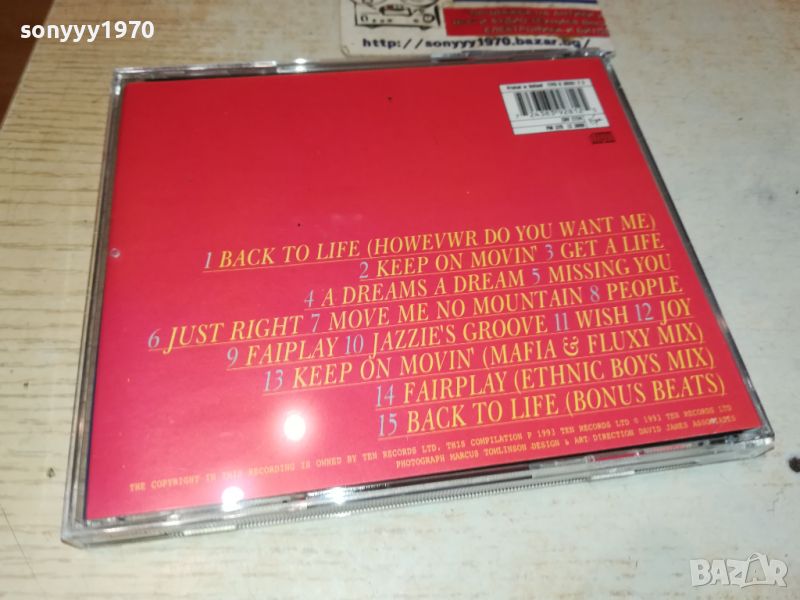 sonyyy1970
http://sonyyy1970.bazar.bg/
1 BACK TO LIFE (HOWEVWR DO YOU WANT ME)
2 KEEP ON MOVIN' 3 GET A LIFE
4 A DREAMS A DREAM 5 MISSING YOU
6 JUST RIGHT 7 MOVE ME NO MOUNTAIN 8 PEOPLE
9 FAIPLAY 10 JAZZIE'S GROOVE 11 WISH 12 JOY
13 KEEP ON MOVIN' (MAFIA & FLUXY MIX)
14 FAIRPLAY (ETHNIC BOYS MIX)
15 BACK TO LIFE (BONUS BEATS)
THE COPYRIGHT IN THIS RECORDING IS OWNED BY TEN RECORDS LTD. THIS COMPILATION P 1993 TEN RECORDS LTD © 1993 TEN RECORDS LTD
PHOTOGRAPH MARCUS TOMLINSON DESIGN & ART DIRECTION DAVID JAMES ASSOCIATES
BAZAR